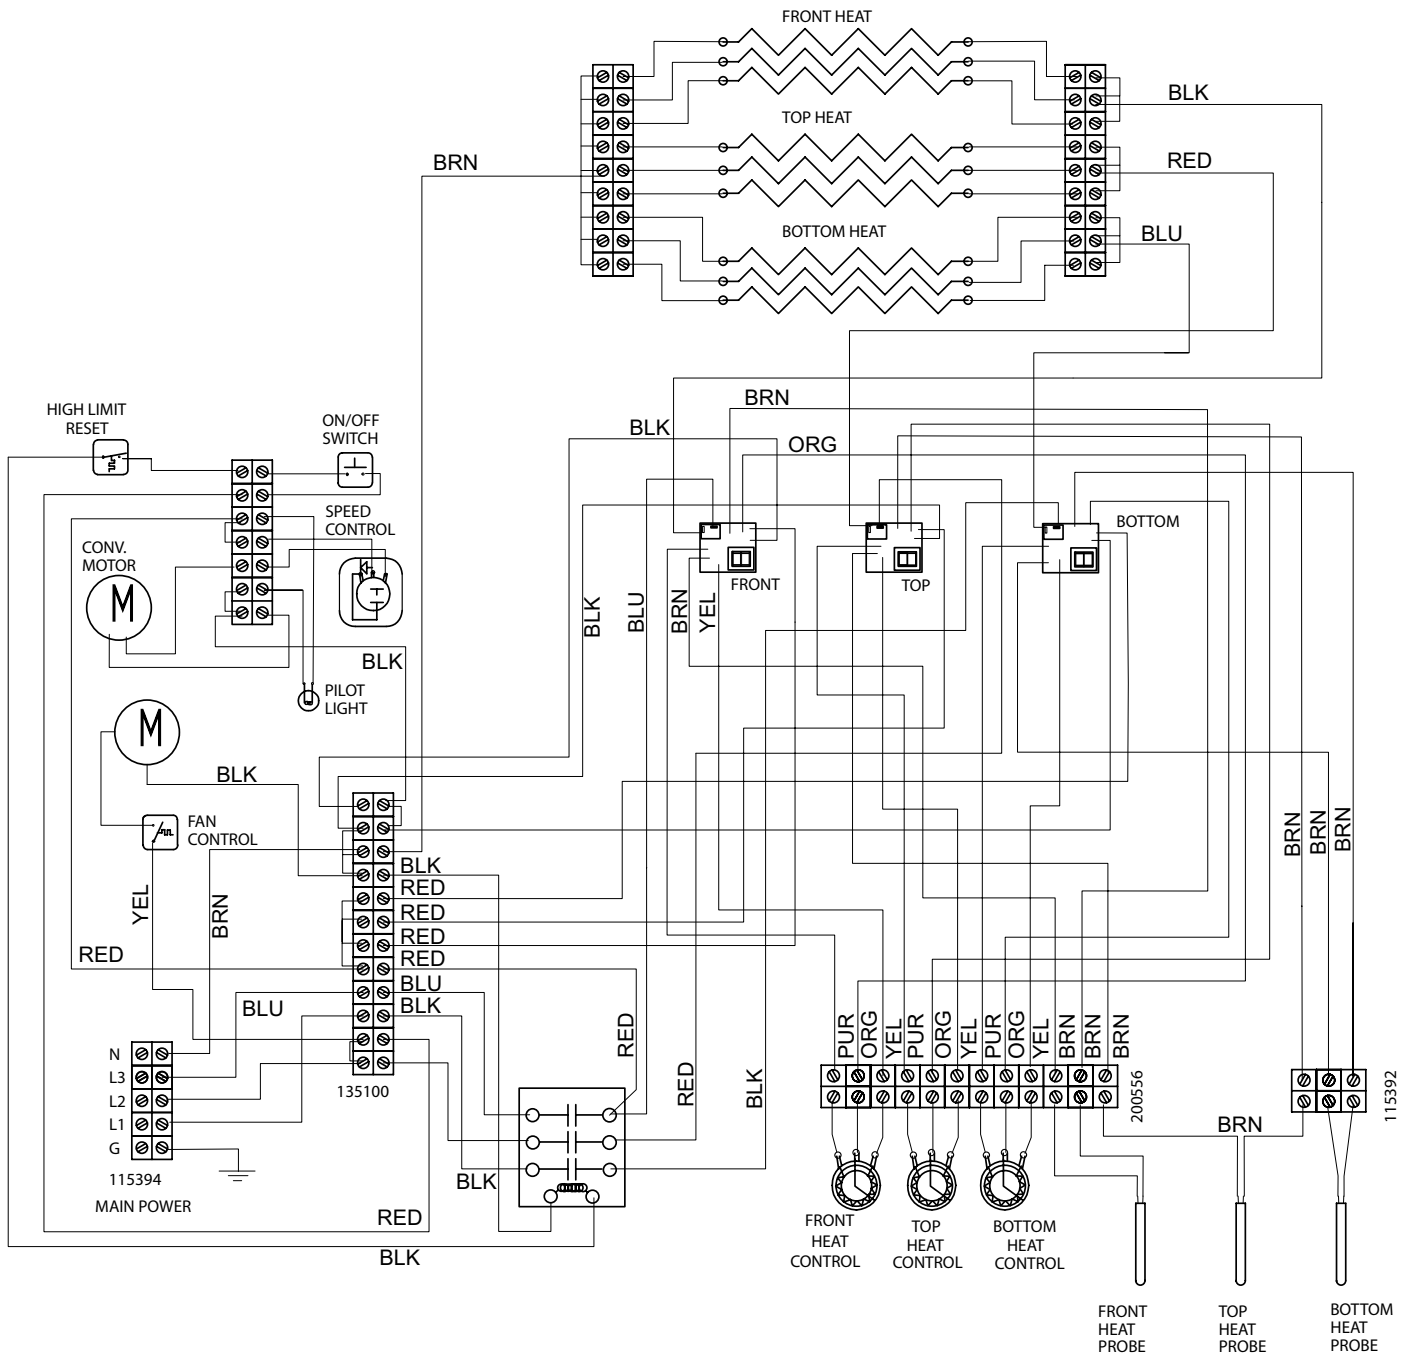 FRONT HEAT
BLK
TOP HEAT
BRN
RED
BOTTOM HEAT
BLU
HIGH LIMIT
RESET
ON/OFF
SWITCH
BRN
BLK
ORG
SPEED
CONTROL
CONV.
MOTOR
M
BOTTOM
FRONT
TOP
BLK
BLU
BRN
YEL
BLK
PILOT
LIGHT
M
BLK
FAN
CONTROL
BRN
BRN
BRN
BLK
RED
YEL
BRN
RED
RED
RED
RED
BLU
BLU
BLK
RED
PUR
ORG
YEL
PUR
ORG
YEL
PUR
ORG
YEL
BRN
BRN
BRN
N
L3
L2
L1
G
135100
RED
BLK
200556
115392
BRN
115394
MAIN POWER
BLK
RED
BLK
FRONT
HEAT
CONTROL
TOP
HEAT
CONTROL
BOTTOM
HEAT
CONTROL
FRONT
HEAT
PROBE
TOP
HEAT
PROBE
BOTTOM
HEAT
PROBE